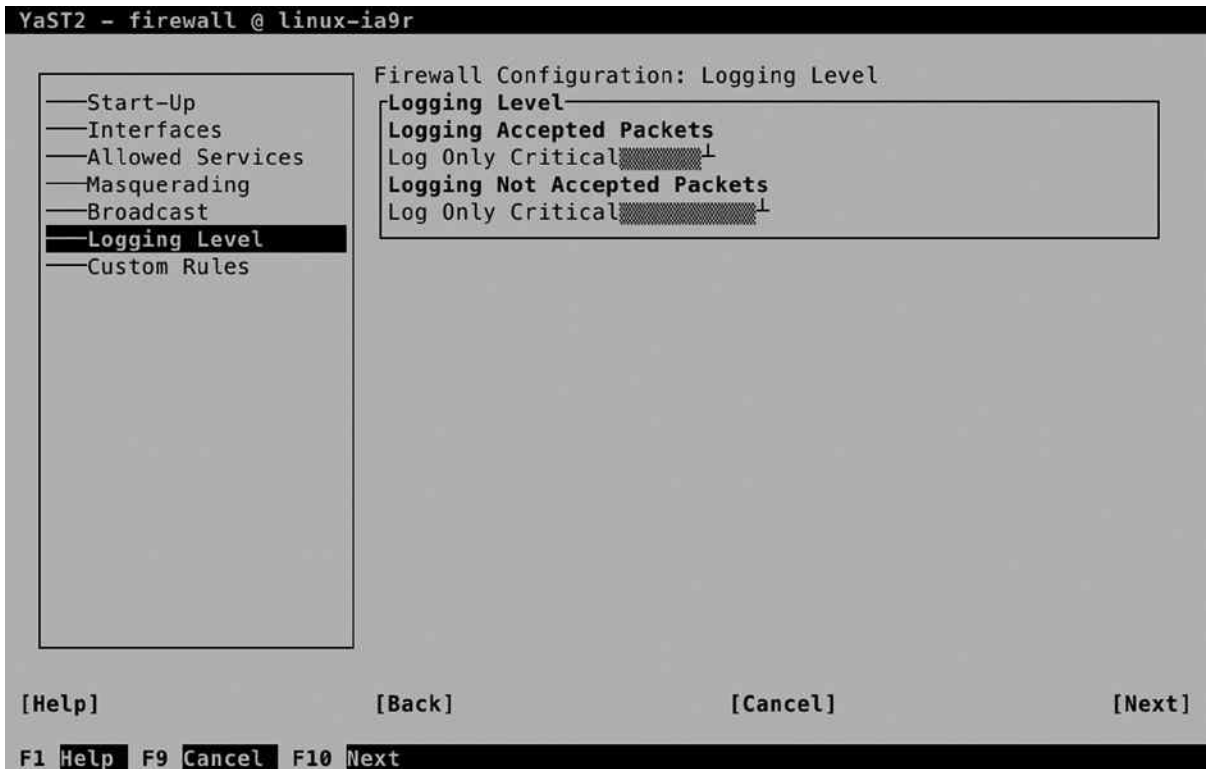 YaST2 - firewall @ linux-ia9r
Start-Up
Interfaces
Allowed Services
Masquerading
Broadcast
Logging Level
Custom Rules
Firewall Configuration: Logging Level
Logging Level
Logging Accepted Packets
Log Only Critical
Logging Not Accepted Packets
Log Only Critical
[Help] [Back] [Cancel] [Next]
F1 Help F9 Cancel F10 Next